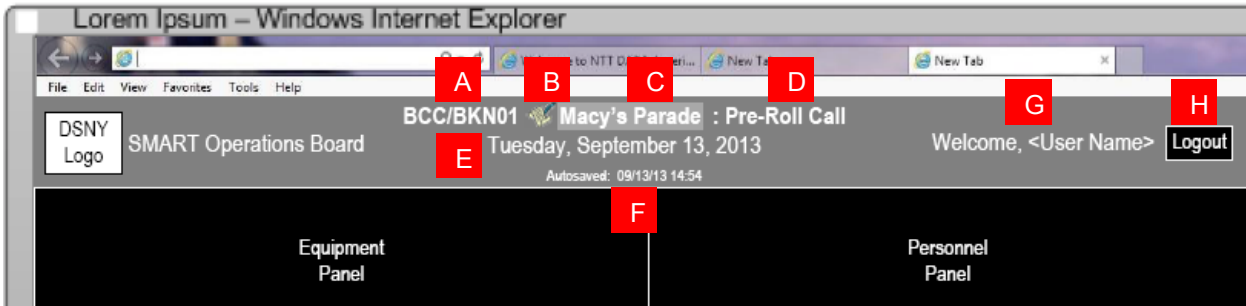 Lorem Ipsum – Windows Internet Explorer
New Tab
File Edit View Favorites Tools Help
A B C D G H
BCC/BKN01 Macy's Parade : Pre-Roll Call
DSNY
Logo
SMART Operations Board
E
Tuesday, September 13, 2013
Welcome, <User Name>
Logout
Autosaved: 09/13/13 14:54
F
Equipment
Panel
Personnel
Panel